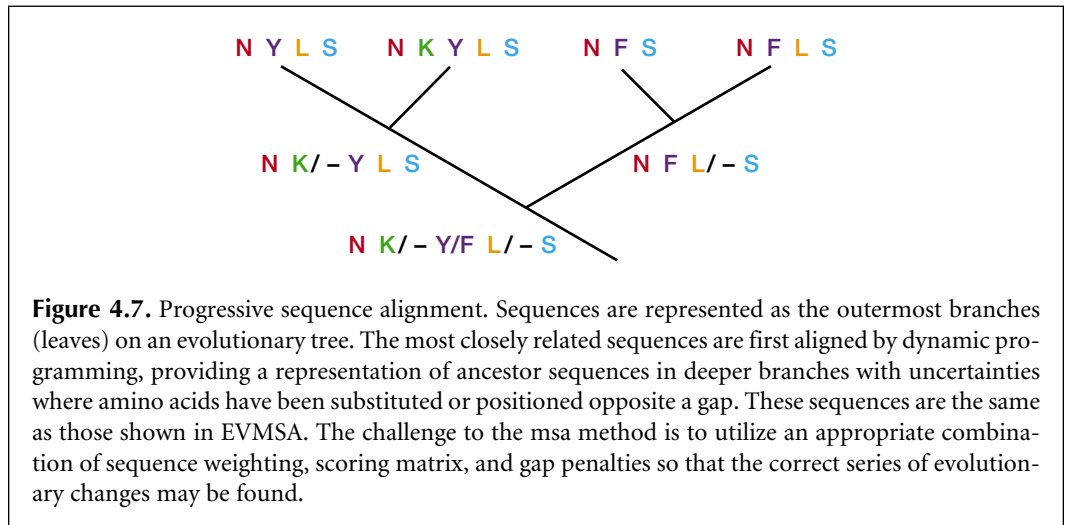 N Y L S N K Y L S N F S N F L S
N K/ – Y L S N F L/ – S
N K/ – Y/F L/ – S
Figure 4.7. Progressive sequence alignment. Sequences are represented as the outermost branches
(leaves) on an evolutionary tree. The most closely related sequences are first aligned by dynamic pro-
gramming, providing a representation of ancestor sequences in deeper branches with uncertainties
where amino acids have been substituted or positioned opposite a gap. These sequences are the same
as those shown in EVMSA. The challenge to the msa method is to utilize an appropriate combina-
tion of sequence weighting, scoring matrix, and gap penalties so that the correct series of evolution-
ary changes may be found.